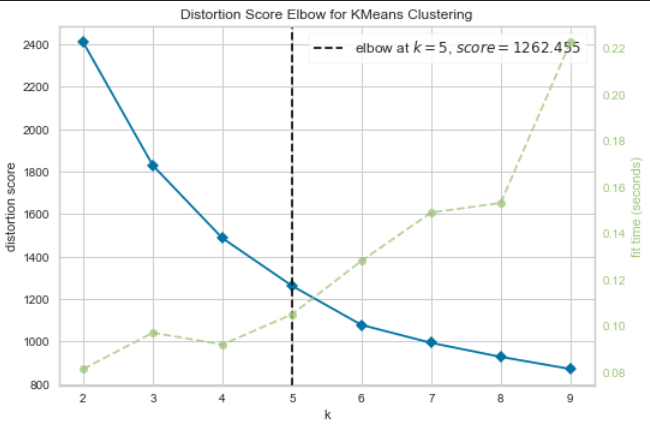 Distortion Score Elbow for KMeans Clustering
elbow at k = 5, score = 1262.455
distortion score
2400
2200
2000
1800
1600
1400
1200
1000
800
2 3 4 5 6 7 8 9
k
0.22
0.20
0.18
0.16
0.14
0.12
0.10
0.08
fit time (seconds)